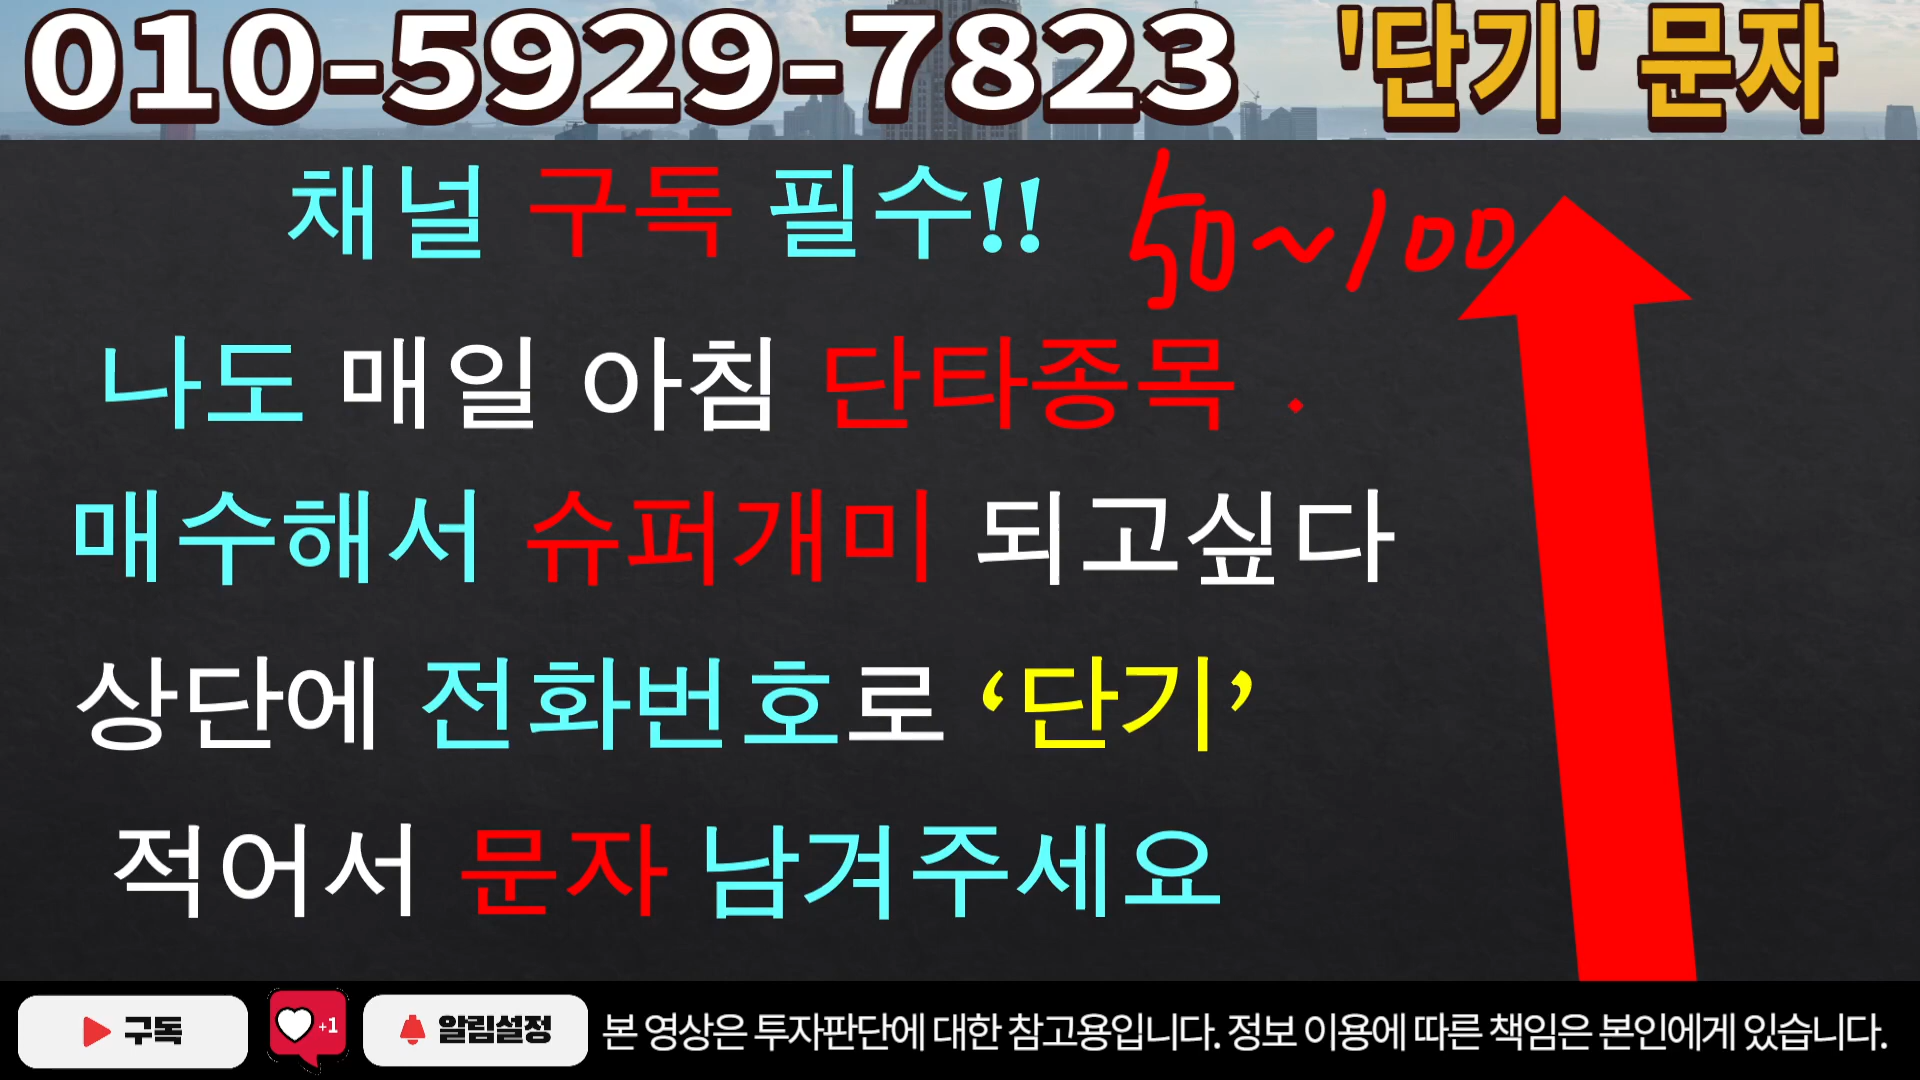 010-5929-7823 '단기' 문자
채널 구독 필수!! 50~100
나도 매일 아침 단타종목 .
매수해서 슈퍼개미 되고싶다
상단에 전화번호로 ‘단기’
적어서 문자 남겨주세요
구독 +1 알림설정 본 영상은 투자판단에 대한 참고용입니다. 정보 이용에 따른 책임은 본인에게 있습니다.